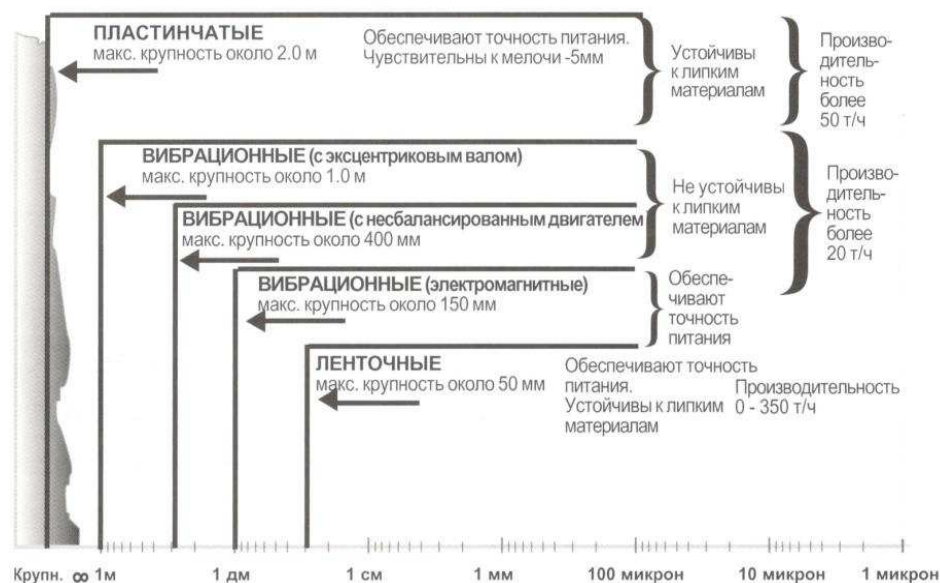 ПЛАСТИНЧАТЫЕ
макс. крупность около 2.0 м
Обеспечивают точность питания.
Чувствительны к мелочи -5мм
Устойчивы
к липким
материалам
Произво-
дитель-
ность
более
50 т/ч
ВИБРАЦИОННЫЕ (с эксцентриковым валом)
макс. крупность около 1.0 м
ВИБРАЦИОННЫЕ (с несбалансированным двигателем
макс. крупность около 400 мм
Не устойчивы
к липким
материалам
Произво-
дитель-
ность
более
20 т/ч
ВИБРАЦИОННЫЕ (электромагнитные)
макс. крупность около 150 мм
Обеспе-
чивают
точность
питания
ЛЕНТОЧНЫЕ
макс. крупность около 50 мм
Обеспечивают точность
питания.
Устойчивы к липким
материалам
Производительность
0 - 350 т/ч
Крупн. ∞ 1м 1 дм 1 см 1 мм 100 микрон 10 микрон 1 микрон